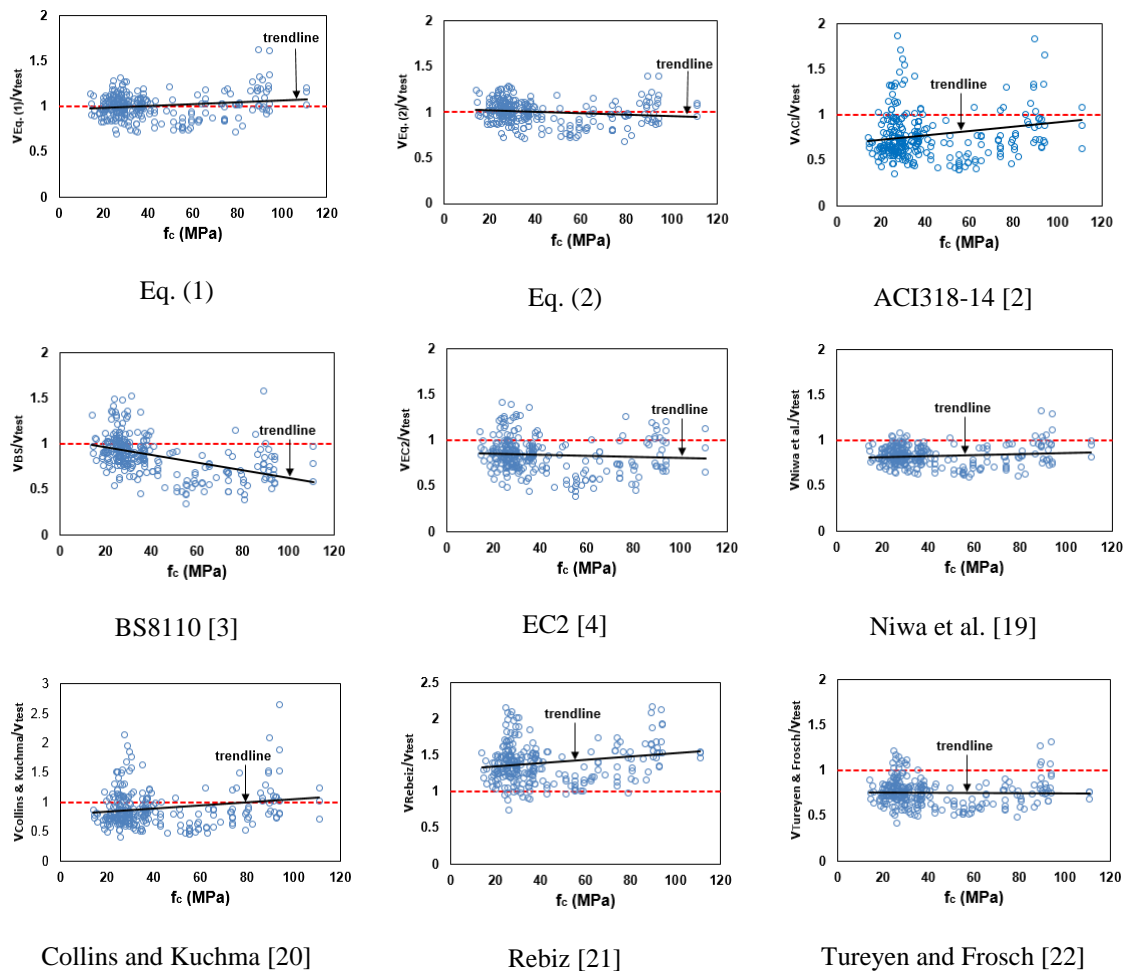 2
1.5
1
0.5
0
VEq. (1)/Vtest
trendline
0 20 40 60 80 100 120
fc (MPa)
Eq. (1)
2
1.5
1
0.5
0
VEq. (2)/Vtest
trendline
0 20 40 60 80 100 120
fc (MPa)
Eq. (2)
2
1.5
1
0.5
0
VACI/Vtest
trendline
0 20 40 60 80 100 120
fc (MPa)
ACI318-14 [2]
2
1.5
1
0.5
0
VBS/Vtest
trendline
0 20 40 60 80 100 120
fc (MPa)
BS8110 [3]
2
1.5
1
0.5
0
VEC2/Vtest
trendline
0 20 40 60 80 100 120
fc (MPa)
EC2 [4]
2
1.5
1
0.5
0
VNiwa et al/Vtest
trendline
0 20 40 60 80 100 120
fc (MPa)
Niwa et al. [19]
3
2.5
2
1.5
1
0.5
0
VCollins & Kuchma/Vtest
trendline
0 20 40 60 80 100 120
fc (MPa)
Collins and Kuchma [20]
2.5
2
1.5
1
0.5
0
VRebeiz/Vtest
trendline
0 20 40 60 80 100 120
fc (MPa)
Rebiz [21]
2
1.5
1
0.5
0
VTureyen & Frosch/Vtest
trendline
0 20 40 60 80 100 120
fc (MPa)
Tureyen and Frosch [22]